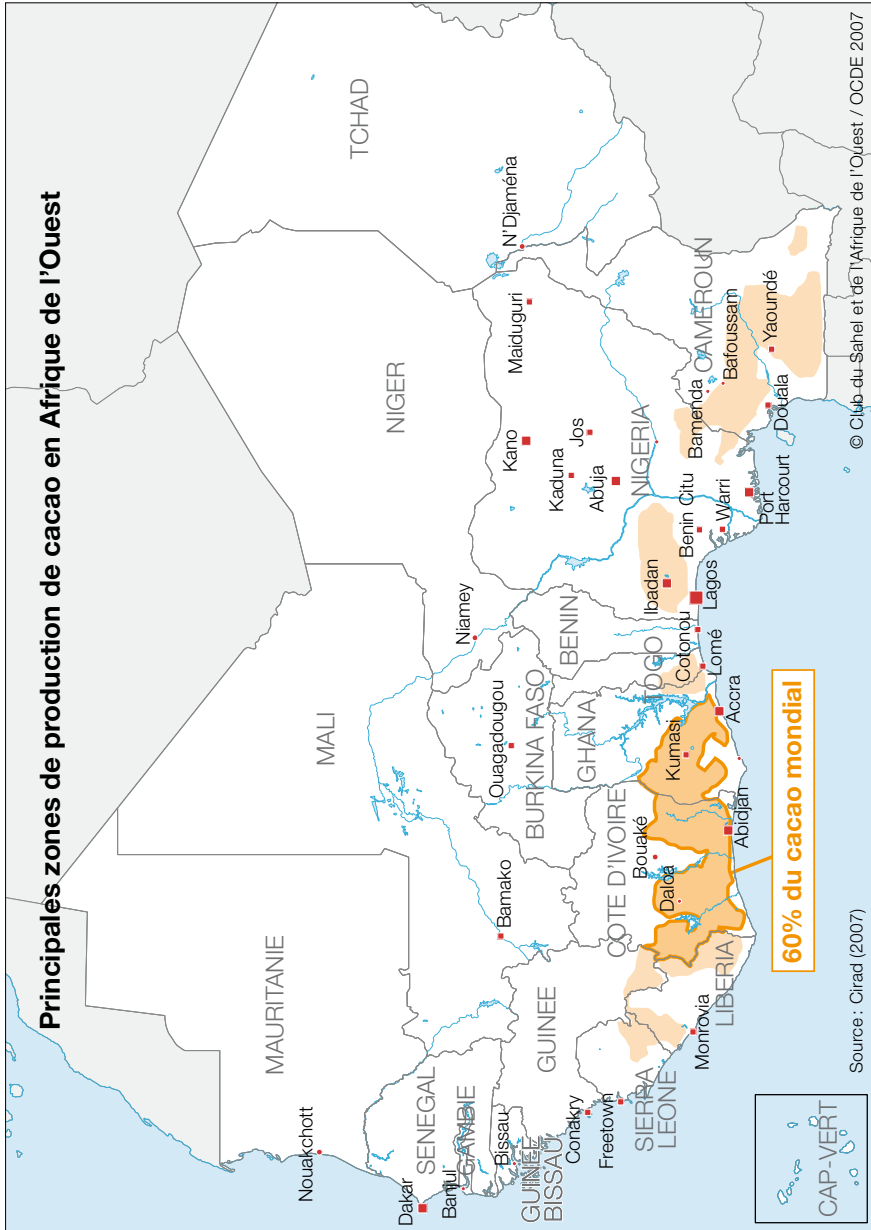 Principales zones de production de cacao en Afrique de l'Ouest
TCHAD
NIGER
MALI
MAURITANIE
Nouakchott
N'Djaména
Maiduguri
Kano
Kaduna
Jos
Abuja
NIGERIA
Niamey
Ouagadougou
BURKINA FASO
BENIN
GHANA
TOGO
Bamako
SENEGAL
Dakar
GAMBIE
Banjul
Bissau
GUINEE
BISSAU
GUINEE
Conakry
Freetown
SIERRA
LEONE
COTE D'IVOIRE
Bouaké
Daloa
Abidjan
Kumasi
Accra
Lomé
Cotonou
Ibadan
Lagos
Benin Citu
Warri
Port
Harcourt
CAMEROUN
Bamenda
Bafoussam
Yaoundé
Douala
LIBERIA
Monrovia
60% du cacao mondial
CAP-VERT
Source : Cirad (2007)
© Club du Sahel et de l'Afrique de l'Ouest / OCDE 2007